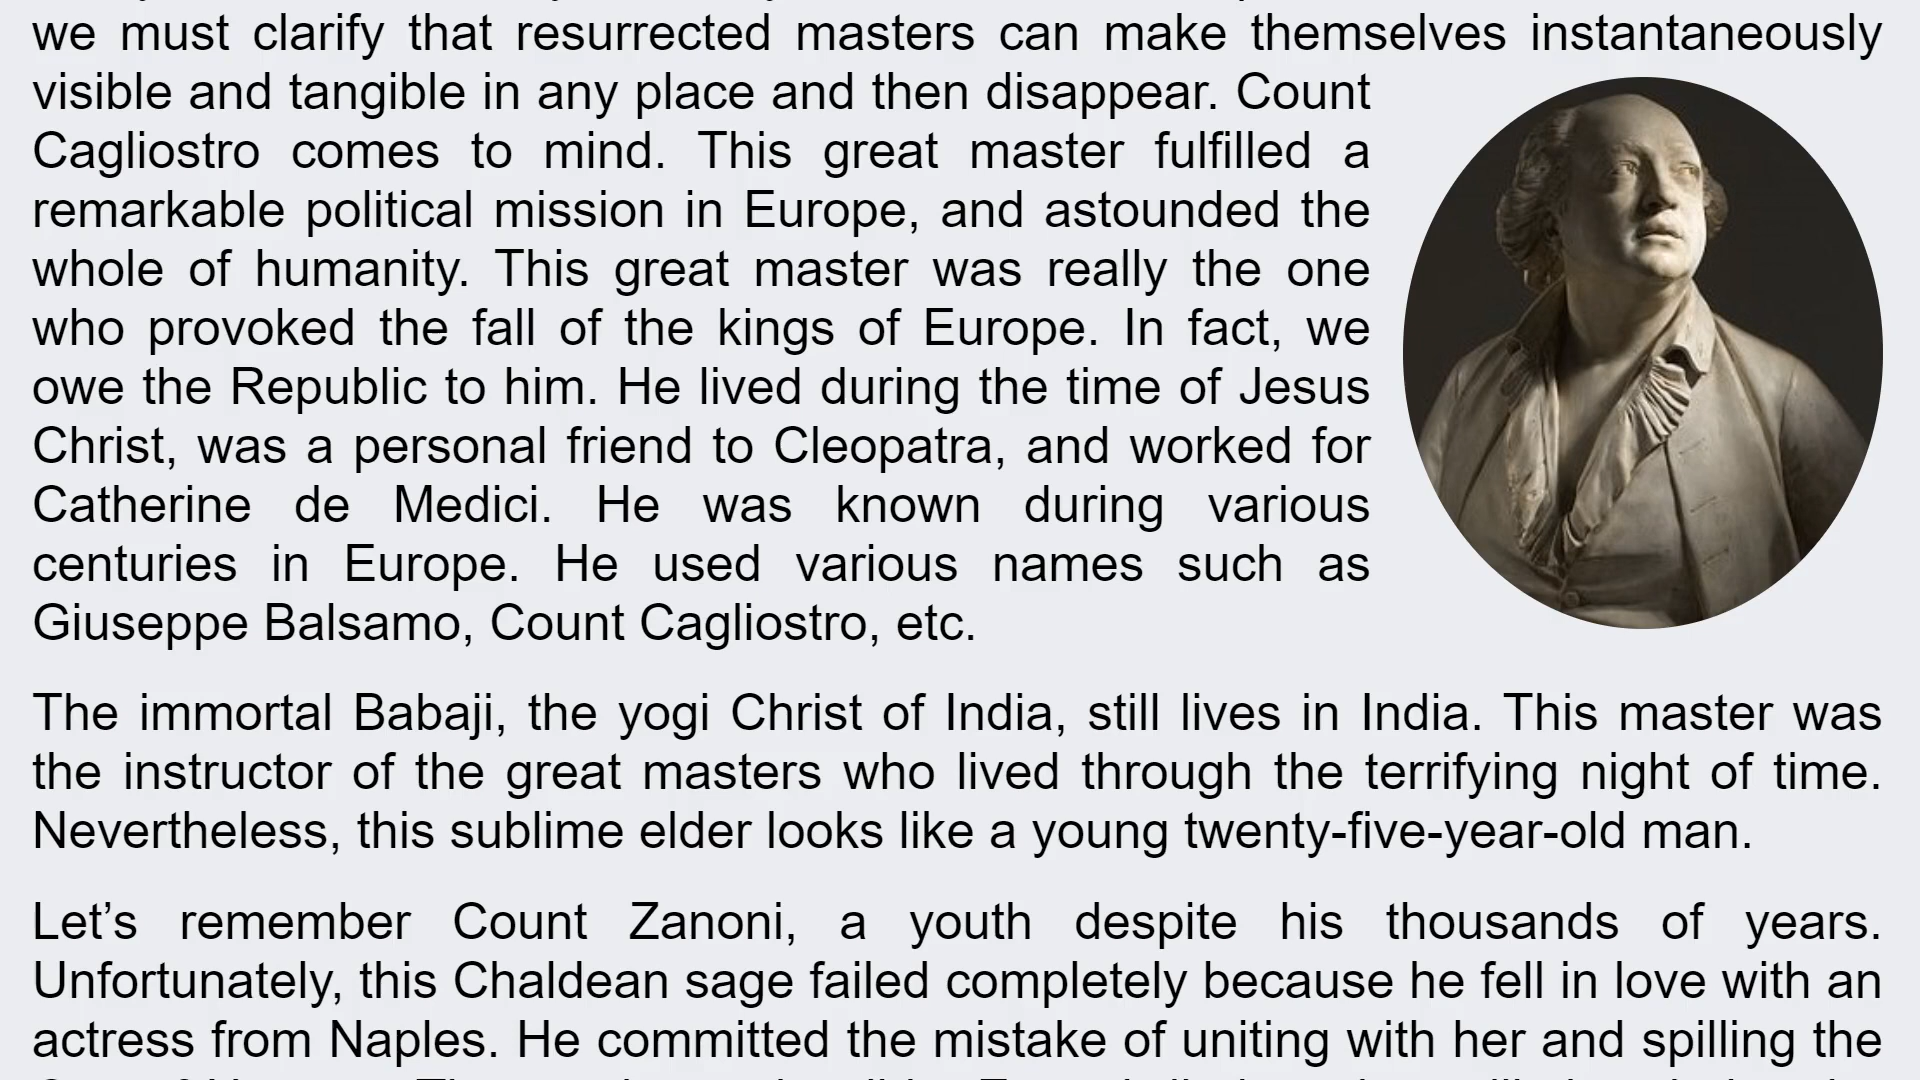 we must clarify that resurrected masters can make themselves instantaneously
visible and tangible in any place and then disappear. Count
Cagliostro comes to mind. This great master fulfilled a
remarkable political mission in Europe, and astounded the
whole of humanity. This great master was really the one
who provoked the fall of the kings of Europe. In fact, we
owe the Republic to him. He lived during the time of Jesus
Christ, was a personal friend to Cleopatra, and worked for
Catherine de Medici. He was known during various
centuries in Europe. He used various names such as
Giuseppe Balsamo, Count Cagliostro, etc.
The immortal Babaji, the yogi Christ of India, still lives in India. This master was
the instructor of the great masters who lived through the terrifying night of time.
Nevertheless, this sublime elder looks like a young twenty-five-year-old man.
Let’s remember Count Zanoni, a youth despite his thousands of years.
Unfortunately, this Chaldean sage failed completely because he fell in love with an
actress from Naples. He committed the mistake of uniting with her and spilling the